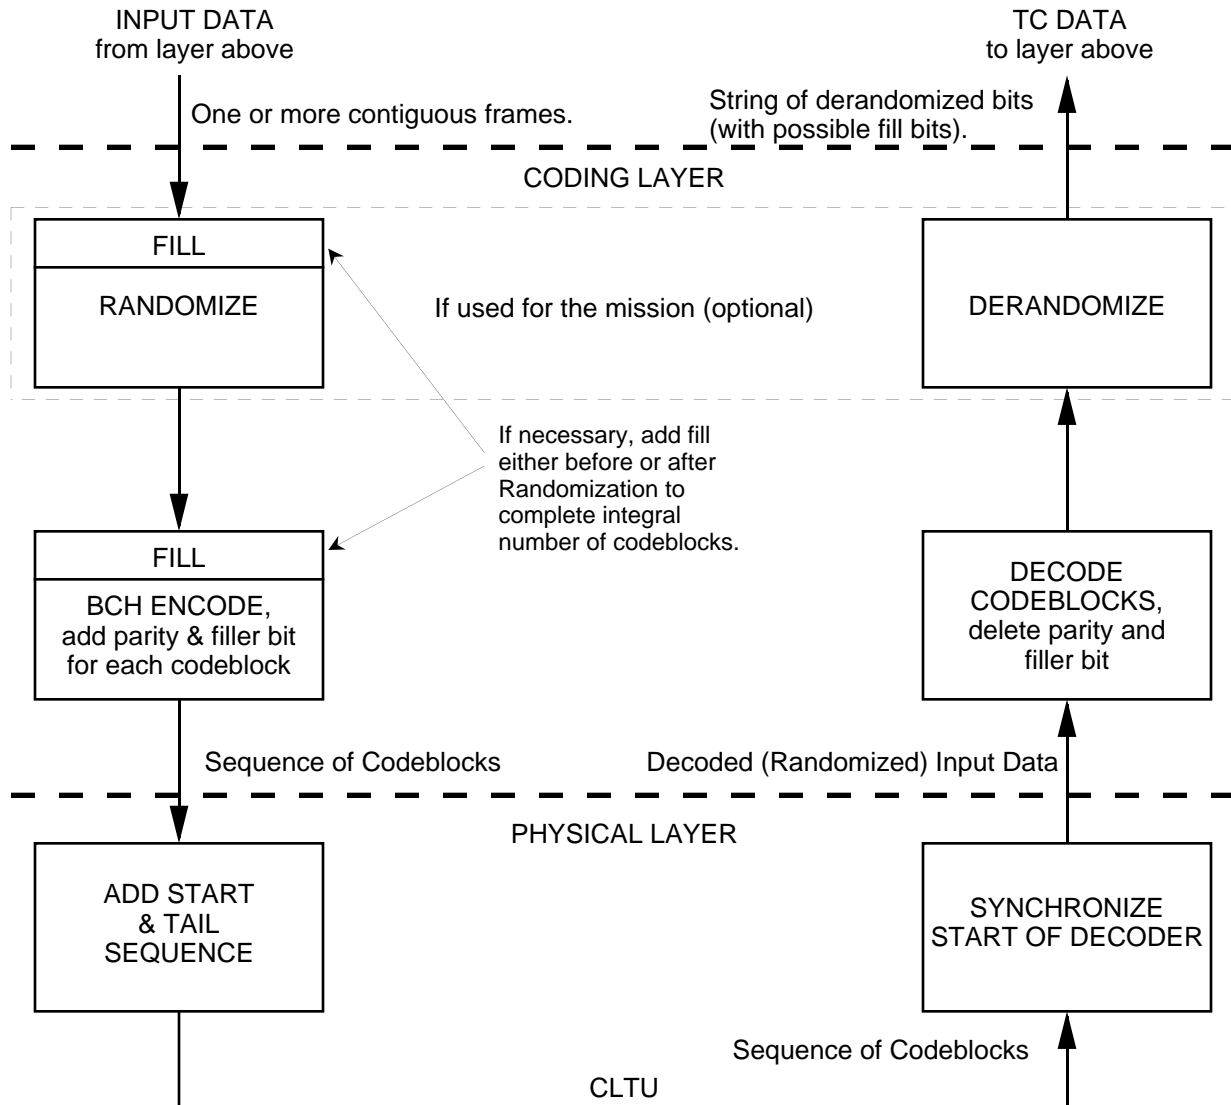 INPUT DATA
from layer above
TC DATA
to layer above
One or more contiguous frames.
String of derandomized bits
(with possible fill bits).
CODING LAYER
FILL
RANDOMIZE
If used for the mission (optional)
DERANDOMIZE
If necessary, add fill
either before or after
Randomization to
complete integral
number of codeblocks.
FILL
BCH ENCODE,
add parity & filler bit
for each codeblock
DECODE
CODEBLOCKS,
delete parity and
filler bit
Sequence of Codeblocks
Decoded (Randomized) Input Data
PHYSICAL LAYER
ADD START
& TAIL
SEQUENCE
SYNCHRONIZE
START OF DECODER
Sequence of Codeblocks
CLTU